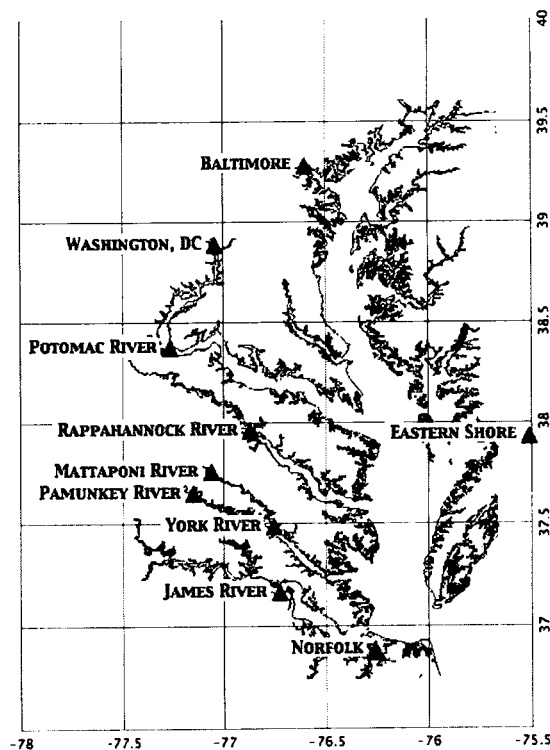 40
39.5
BALTIMORE
39
WASHINGTON, DC
38.5
POTOMAC RIVER
38
RAPPAHANNOCK RIVER
EASTERN SHORE
MATTAPONI RIVER
PAMUNKEY RIVER
37.5
YORK RIVER
JAMES RIVER
37
NORFOLK
-78
-77.5
-77
-76.5
-76
-75.5